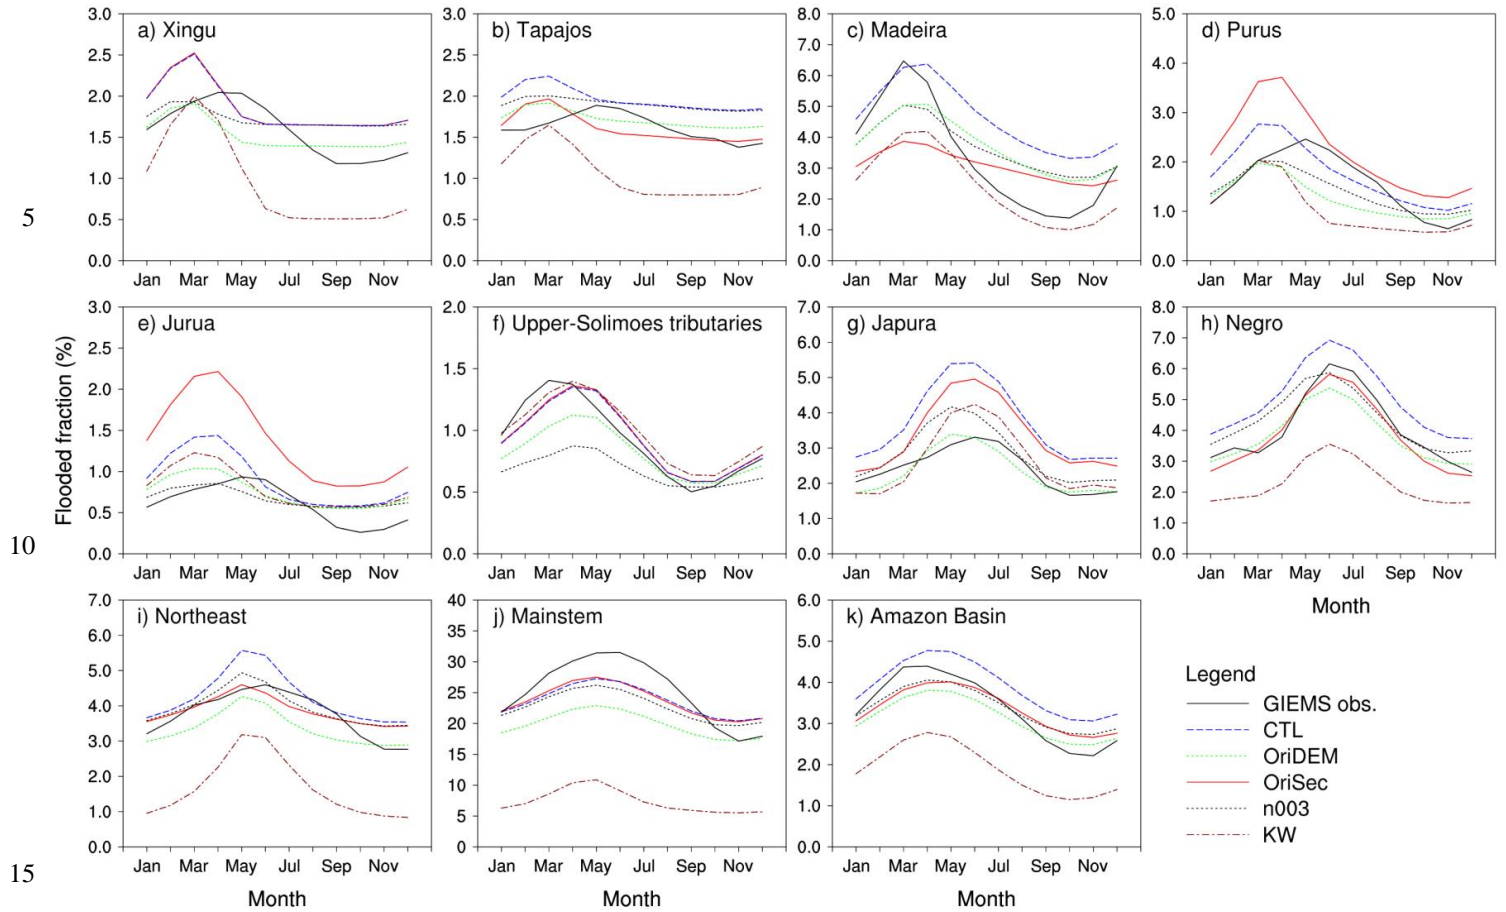 a) Xingu
3.0
2.5
2.0
1.5
1.0
0.5
0.0
Jan Mar May Jul Sep Nov
b) Tapajos
3.0
2.5
2.0
1.5
1.0
0.5
0.0
Jan Mar May Jul Sep Nov
c) Madeira
8.0
7.0
6.0
5.0
4.0
3.0
2.0
1.0
0.0
Jan Mar May Jul Sep Nov
d) Purus
5.0
4.0
3.0
2.0
1.0
0.0
Jan Mar May Jul Sep Nov
5
Flooded fraction (%)
e) Jurua
3.0
2.5
2.0
1.5
1.0
0.5
0.0
Jan Mar May Jul Sep Nov
f) Upper-Solimoes tributaries
2.0
1.5
1.0
0.5
0.0
Jan Mar May Jul Sep Nov
g) Japura
7.0
6.0
5.0
4.0
3.0
2.0
1.0
0.0
Jan Mar May Jul Sep Nov
h) Negro
8.0
7.0
6.0
5.0
4.0
3.0
2.0
1.0
0.0
Jan Mar May Jul Sep Nov
Month
10
i) Northeast
7.0
6.0
5.0
4.0
3.0
2.0
1.0
0.0
Jan Mar May Jul Sep Nov
Month
j) Mainstem
40
35
30
25
20
15
10
5
0
Jan Mar May Jul Sep Nov
Month
k) Amazon Basin
6.0
5.0
4.0
3.0
2.0
1.0
0.0
Jan Mar May Jul Sep Nov
Month
Legend
GIEMS obs.
CTL
OriDEM
OriSec
n003
KW
15